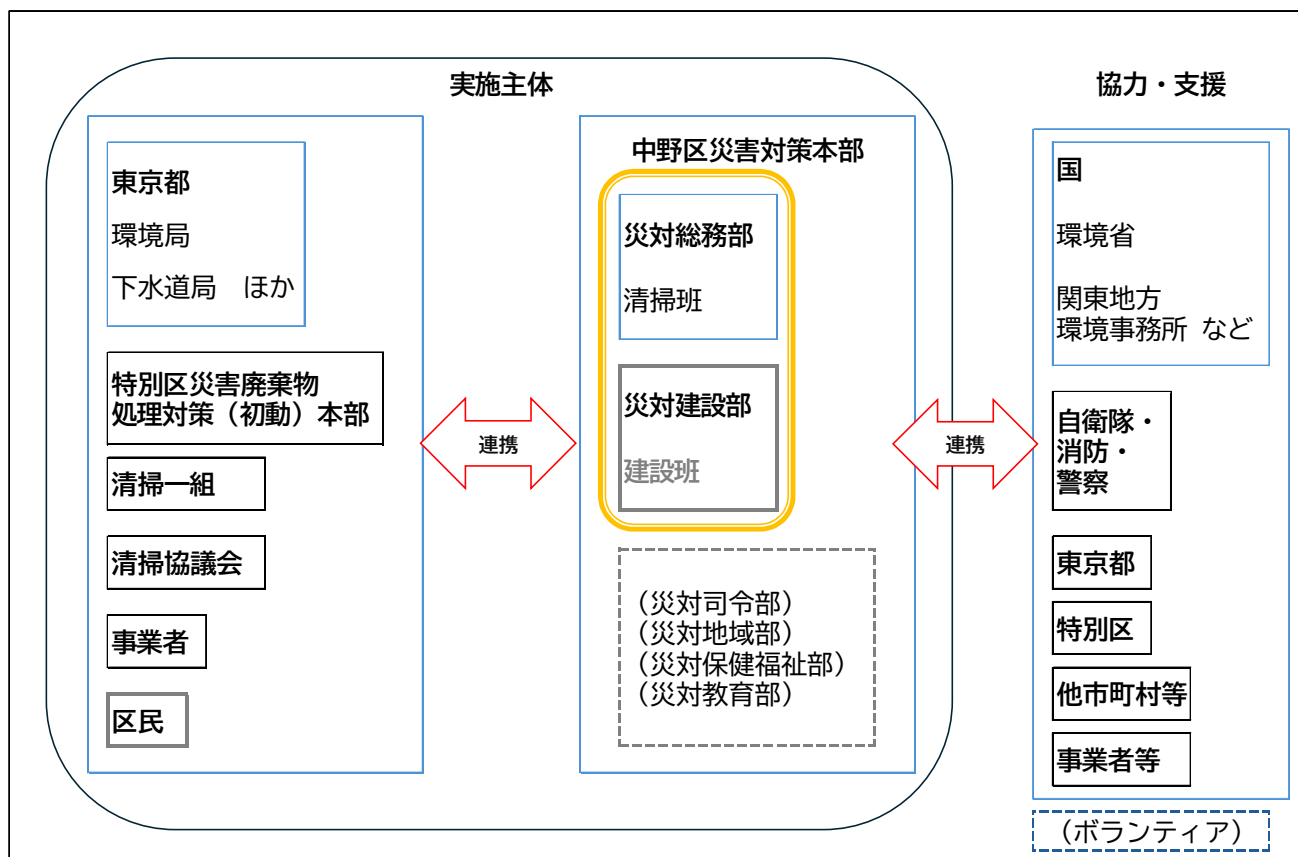 実施主体
東京都
環境局
下水道局　ほか
特別区災害廃棄物
処理対策（初動）本部
清掃一組
清掃協議会
事業者
区民
連携
中野区災害対策本部
災対総務部
清掃班
災対建設部
建設班
（災対司令部）
（災対地域部）
（災対保健福祉部）
（災対教育部）
連携
協力・支援
国
環境省
関東地方
環境事務所 など
自衛隊・
消防・
警察
東京都
特別区
他市町村等
事業者等
（ボランティア）